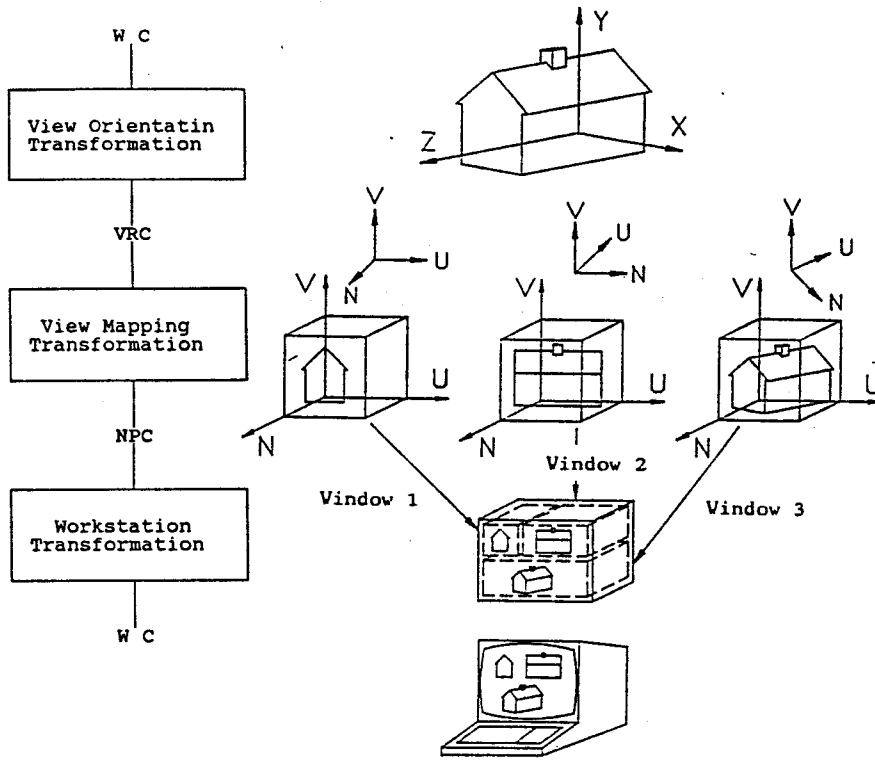 W C
View Orientatin
Transformation
VRC
View Mapping
Transformation
NPC
Workstation
Transformation
W C
Y
X
Z
V
U
N
V
U
N
V
U
N
V
U
N
V
U
N
V
U
N
Vindow 1
Vindow 2
Vindow 3